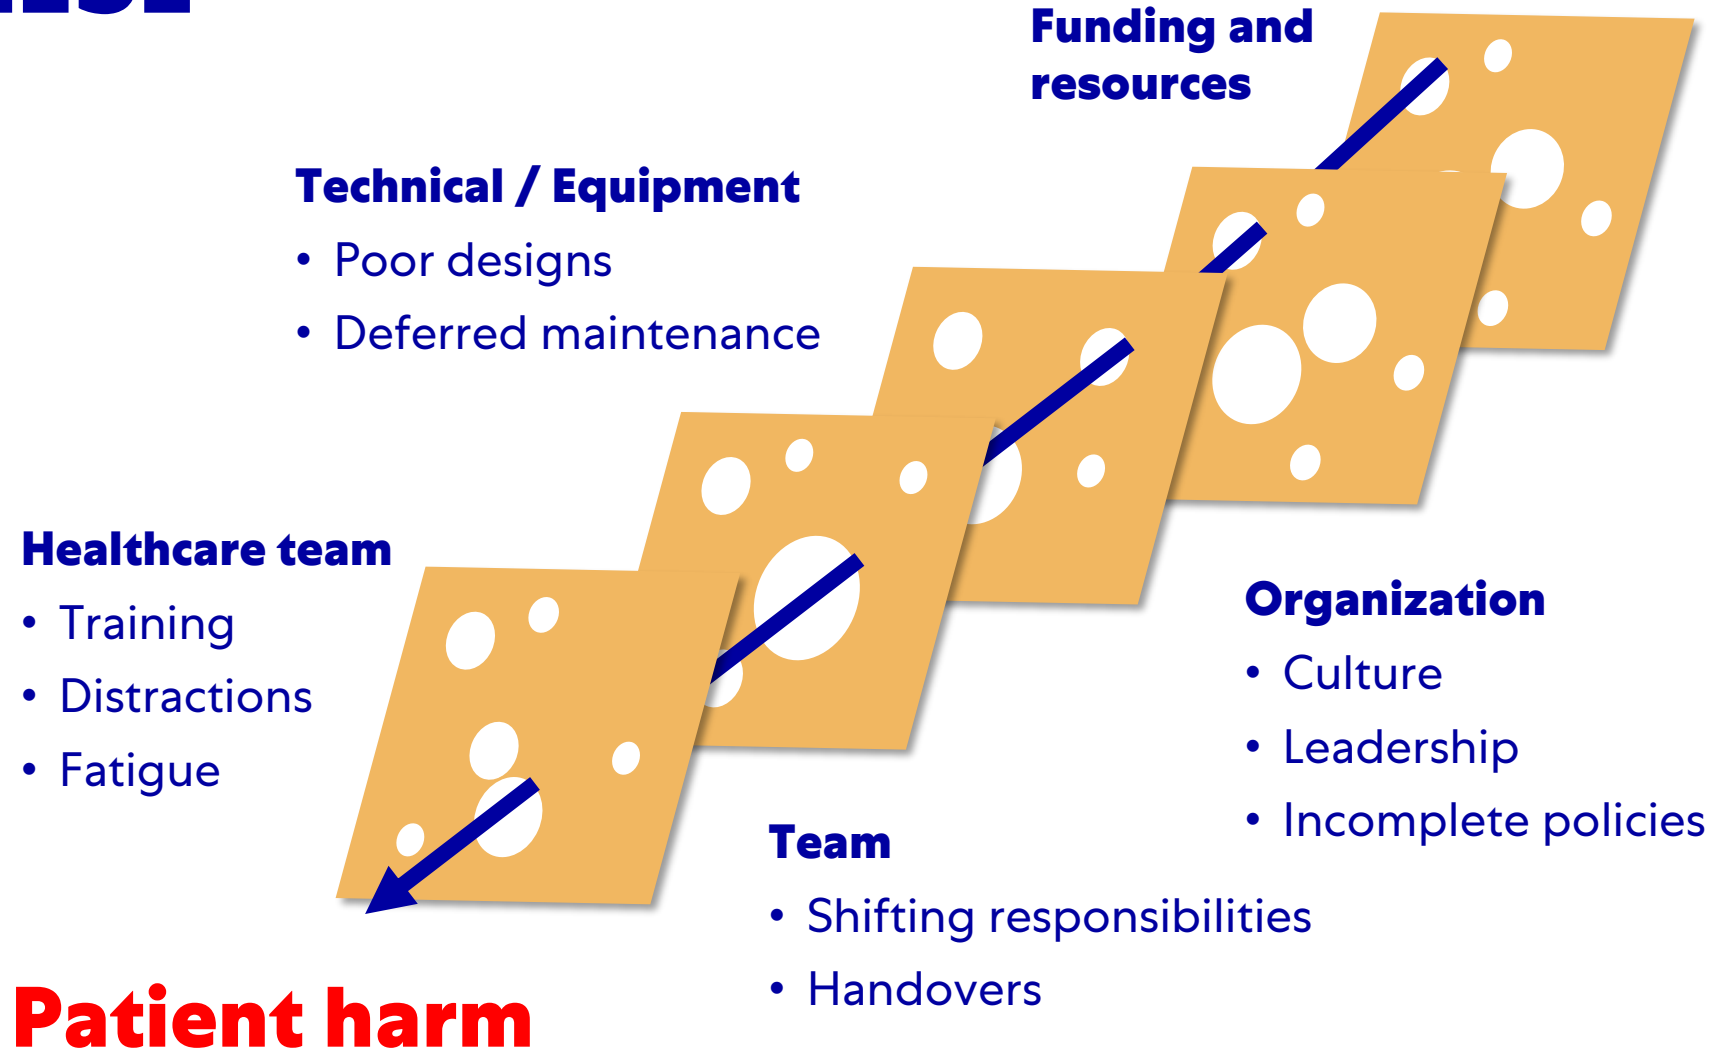 Funding and
resources
Technical / Equipment
• Poor designs
• Deferred maintenance
Healthcare team
• Training
• Distractions
• Fatigue
Organization
• Culture
• Leadership
• Incomplete policies
Team
• Shifting responsibilities
• Handovers
Patient harm